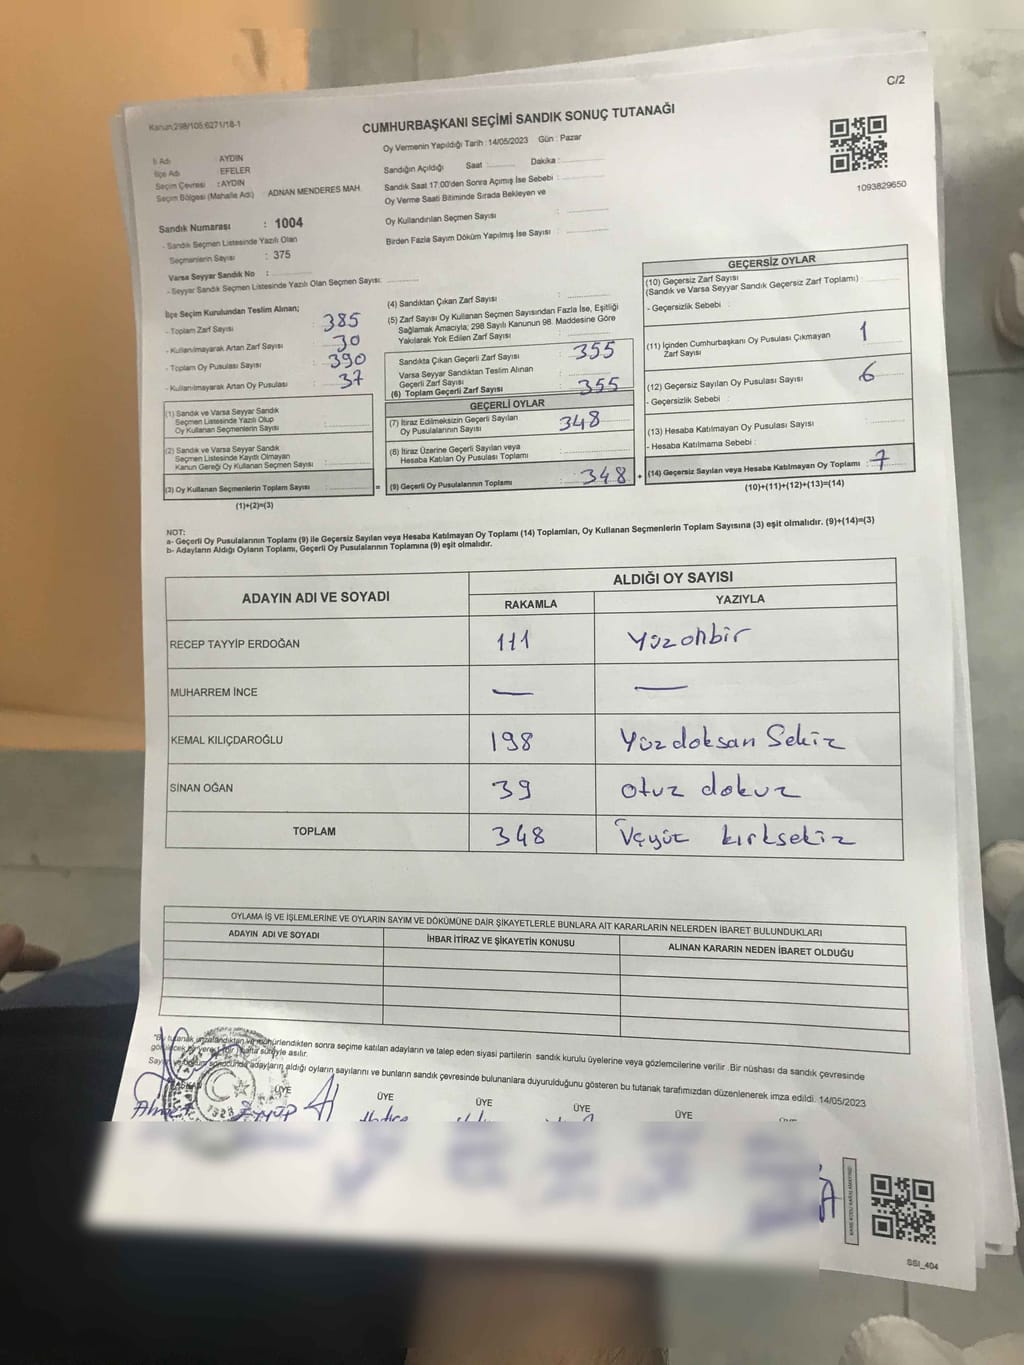 C/2
Kanun:298/105;6271/18-1
CUMHURBAŞKANI SEÇİMİ SANDIK SONUÇ TUTANAĞI
Oy Vermenin Yapıldığı Tarih : 14/05/2023 Gün : Pazar
İl Adı : AYDIN
İlçe Adı : EFELER
Seçim Çevresi : AYDIN
Seçim Bölgesi (Mahalle Adı) : ADNAN MENDERES MAH.
Sandığın Açıldığı Saat : Dakika :
Sandık Saat 17.00'den Sonra Açılmış İse Sebebi :
Oy Verme Saati Bitiminde Sırada Bekleyen ve
Oy Kullandırılan Seçmen Sayısı :
Birden Fazla Sayım Döküm Yapılmış İse Sayısı :
1093829650
Sandık Numarası : 1004
- Sandık Seçmen Listesinde Yazılı Olan
Seçmenlerin Sayısı : 375
Varsa Seyyar Sandık No :
- Seyyar Sandık Seçmen Listesinde Yazılı Olan Seçmen Sayısı:
İlçe Seçim Kurulundan Teslim Alınan;
- Toplam Zarf Sayısı : 385
- Kullanılmayarak Artan Zarf Sayısı : 30
- Toplam Oy Pusulası Sayısı : 390
- Kullanılmayarak Artan Oy Pusulası : 37
(1) Sandık ve Varsa Seyyar Sandık
Seçmen Listesinde Yazılı Olup
Oy Kullanan Seçmenlerin Sayısı :
(2) Sandık ve Varsa Seyyar Sandık
Seçmen Listesinde Kayıtlı Olmayan
Kanun Gereği Oy Kullanan Seçmen Sayısı :
(3) Oy Kullanan Seçmenlerin Toplam Sayısı :
(1)+(2)=(3)
(4) Sandıktan Çıkan Zarf Sayısı :
(5) Zarf Sayısı Oy Kullanan Seçmen Sayısından Fazla İse, Eşitliği
Sağlamak Amacıyla; 298 Sayılı Kanunun 98. Maddesine Göre
Yakılarak Yok Edilen Zarf Sayısı :
Sandıkta Çıkan Geçerli Zarf Sayısı : 355
Varsa Seyyar Sandıktan Teslim Alınan
Geçerli Zarf Sayısı :
(6) Toplam Geçerli Zarf Sayısı : 355
GEÇERLİ OYLAR
(7) İtiraz Edilmeksizin Geçerli Sayılan
Oy Pusulalarının Sayısı : 348
(8) İtiraz Üzerine Geçerli Sayılan veya
Hesaba Katılan Oy Pusulası Toplamı :
= (9) Geçerli Oy Pusulalarının Toplamı : 348 +
GEÇERSİZ OYLAR
(10) Geçersiz Zarf Sayısı
(Sandık ve Varsa Seyyar Sandık Geçersiz Zarf Toplamı) :
- Geçersizlik Sebebi :
(11) İçinden Cumhurbaşkanı Oy Pusulası Çıkmayan
Zarf Sayısı : 1
(12) Geçersiz Sayılan Oy Pusulası Sayısı : 6
- Geçersizlik Sebebi :
(13) Hesaba Katılmayan Oy Pusulası Sayısı :
- Hesaba Katılmama Sebebi :
(14) Geçersiz Sayılan veya Hesaba Katılmayan Oy Toplamı : 7
(10)+(11)+(12)+(13)=(14)
NOT:
a- Geçerli Oy Pusulalarının Toplamı (9) ile Geçersiz Sayılan veya Hesaba Katılmayan Oy Toplamı (14) Toplamları, Oy Kullanan Seçmenlerin Toplam Sayısına (3) eşit olmalıdır. (9)+(14)=(3)
b- Adayların Aldığı Oyların Toplamı, Geçerli Oy Pusulalarının Toplamına (9) eşit olmalıdır.
ADAYIN ADI VE SOYADI
ALDIĞI OY SAYISI
RAKAMLA YAZIYLA
RECEP TAYYİP ERDOĞAN 111 Yüzonbir
MUHARREM İNCE — —
KEMAL KILIÇDAROĞLU 198 Yüz doksan Sekiz
SİNAN OĞAN 39 otuz dokuz
TOPLAM 348 Üçyüz kırksekiz
OYLAMA İŞ VE İŞLEMLERİNE VE OYLARIN SAYIM VE DÖKÜMÜNE DAİR ŞİKAYETLERLE BUNLARA AİT KARARLARIN NELERDEN İBARET BULUNDUKLARI
ADAYIN ADI VE SOYADI İHBAR İTİRAZ VE ŞİKAYETİN KONUSU ALINAN KARARIN NEDEN İBARET OLDUĞU
"Bu tutanak imzalandıktan ve mühürlendikten sonra seçime katılan adayların ve talep eden siyasi partilerin sandık kurulu üyelerine veya gözlemcilerine verilir .Bir nüshası da sandık çevresinde
görülecek bir yere bir hafta süreyle asılır.
Sayım ve döküm sonucunda adayların aldığı oyların sayılarını ve bunların sandık çevresinde bulunanlara duyurulduğunu gösteren bu tutanak tarafımızdan düzenlenerek imza edildi. 14/05/2023
BAŞKAN ÜYE ÜYE ÜYE ÜYE ÜYE
Ahmet
1923
SSI_404